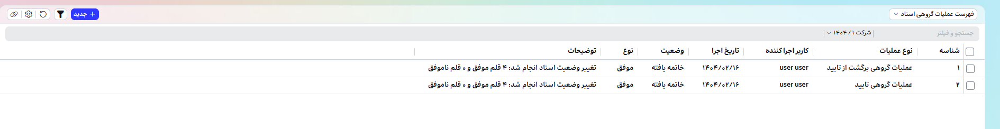 فهرست عملیات گروهی اسناد
+ جدید
جستجو و فیلتر شرکت ۱ / ۱۴۰۴
شناسه نوع عملیات کاربر اجرا کننده تاریخ اجرا وضعیت نوع توضیحات
۱ عملیات گروهی برگشت از تایید user user ۱۴۰۴/۰۲/۱۶ خاتمه یافته موفق تغییر وضعیت اسناد انجام شد: ۴ قلم موفق و ۰ قلم ناموفق
۲ عملیات گروهی تایید user user ۱۴۰۴/۰۲/۱۶ خاتمه یافته موفق تغییر وضعیت اسناد انجام شد: ۴ قلم موفق و ۰ قلم ناموفق